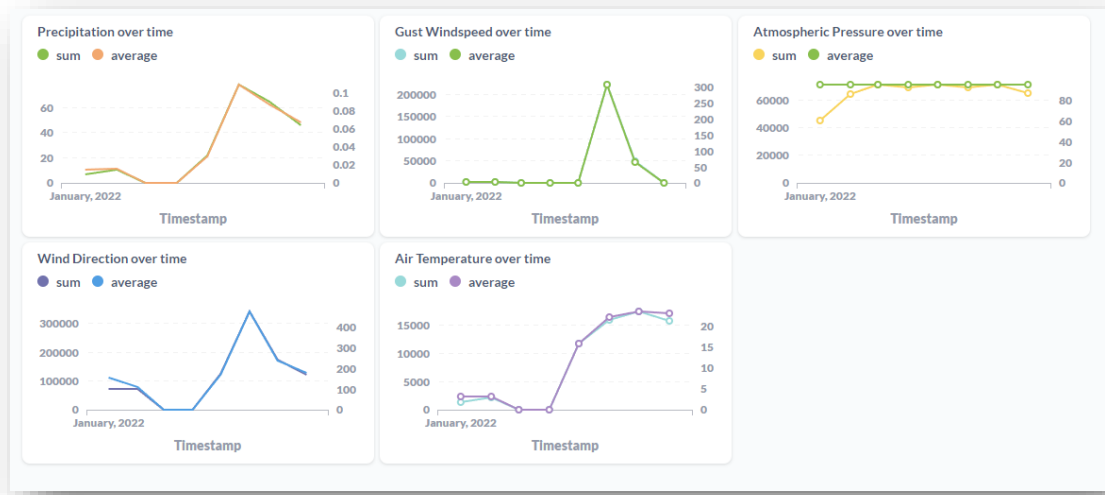 Precipitation over time
sum average
60
40
20
0
0.1
0.08
0.06
0.04
0.02
0
January, 2022
Timestamp
Gust Windspeed over time
sum average
200000
150000
100000
50000
0
300
250
200
150
100
50
0
January, 2022
Timestamp
Atmospheric Pressure over time
sum average
60000
40000
20000
0
80
60
40
20
0
January, 2022
Timestamp
Wind Direction over time
sum average
300000
200000
100000
0
400
300
200
100
0
January, 2022
Timestamp
Air Temperature over time
sum average
15000
10000
5000
0
20
15
10
5
0
January, 2022
Timestamp